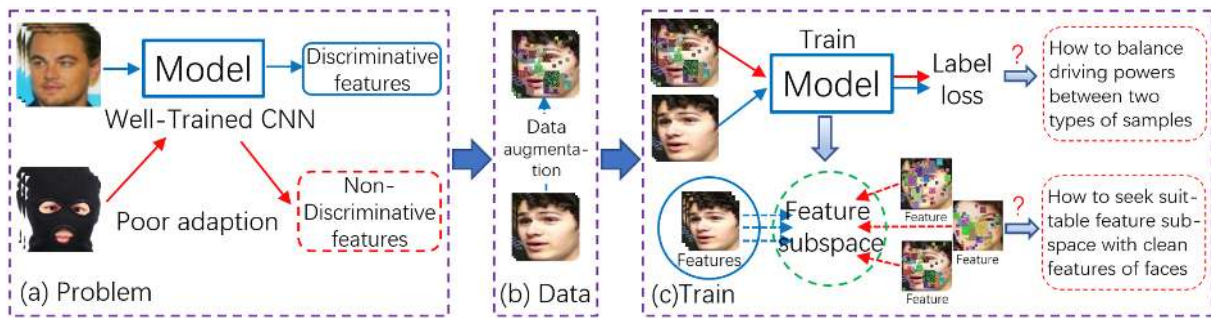 Model
Discriminative
features
Well-Trained CNN
Poor adaption
Non-
Discriminative
features
(a) Problem
Data
augmenta-
tion
(b) Data
Train
Model
Label
loss
?
How to balance
driving powers
between two
types of samples
Features
Feature
subspace
Feature
Feature
Feature
?
How to seek suit-
table feature sub-
space with clean
features of faces
(c)Train